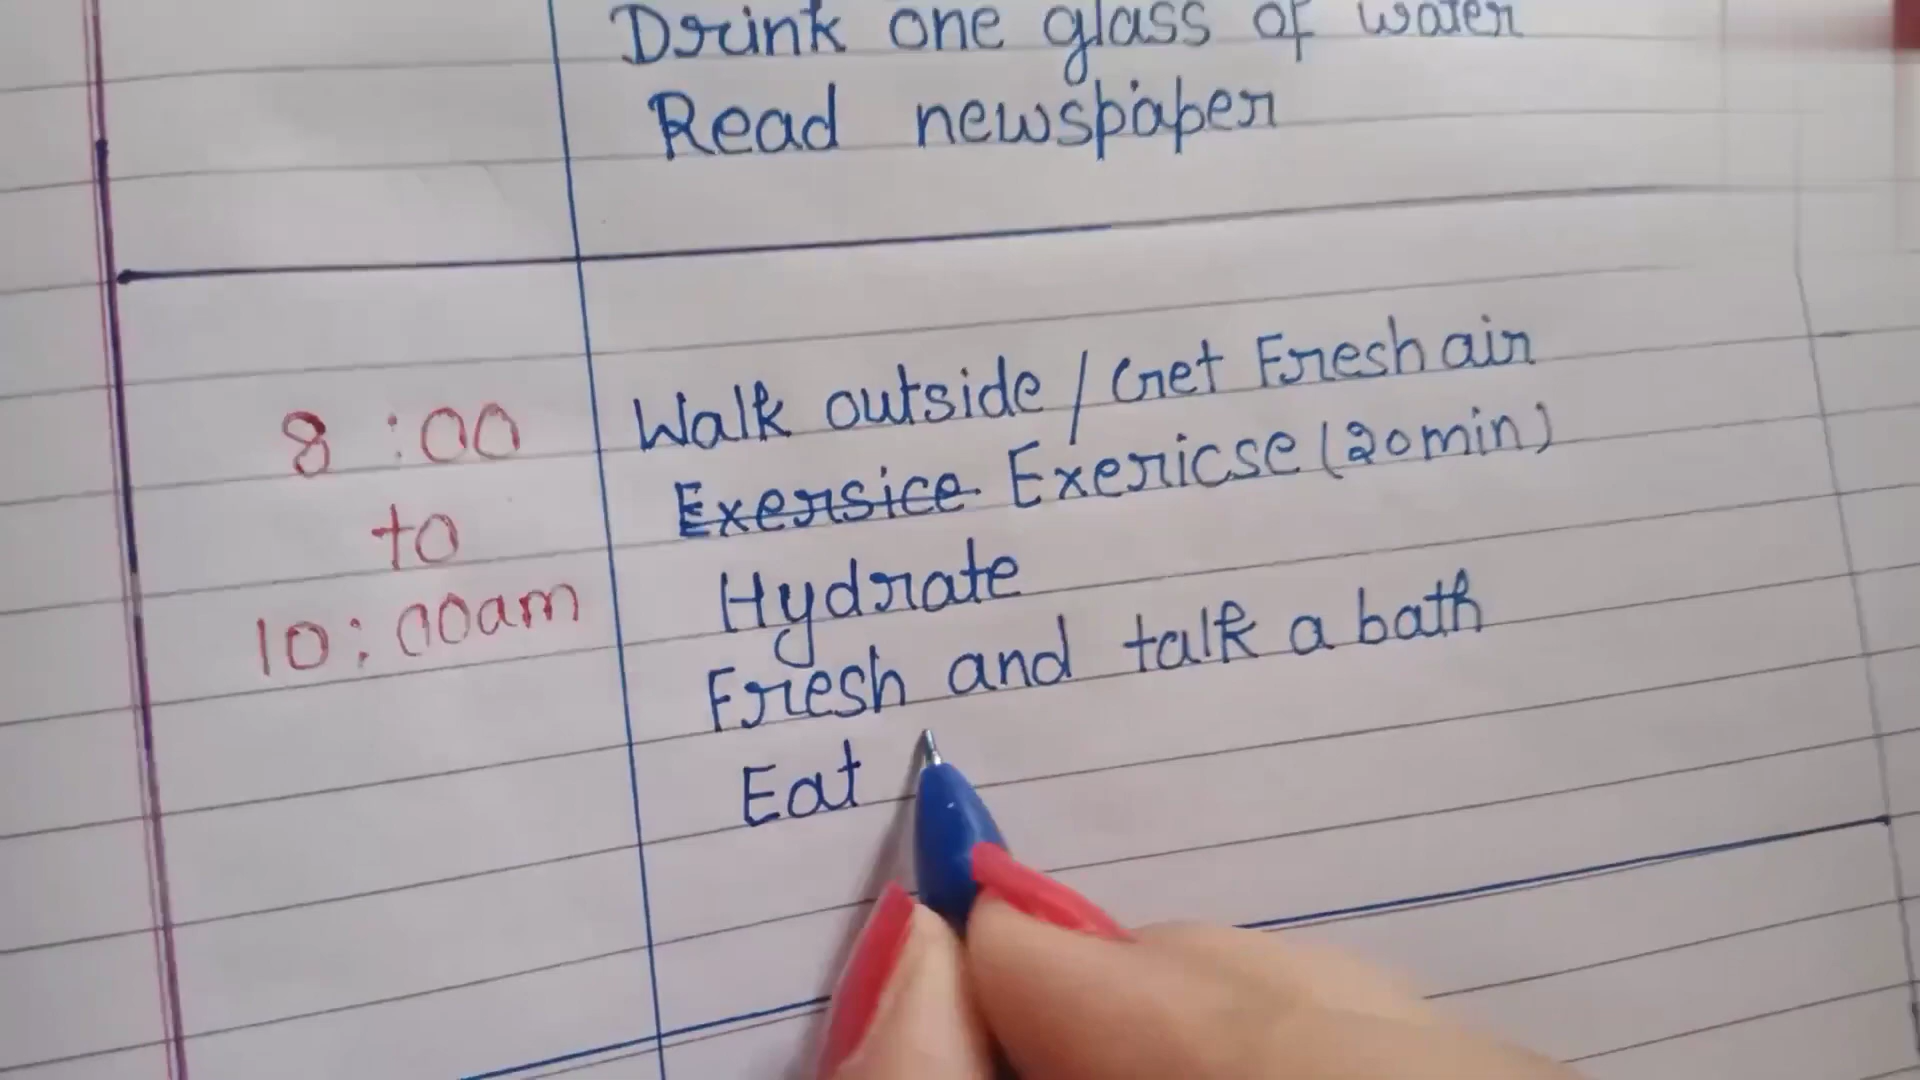 Drink one glass of water
Read newspaper
8:00
to
10:00am
Walk outside / Get Fresh air
Exersice Exericse (20min)
Hydrate
Fresh and talk a bath
Eat